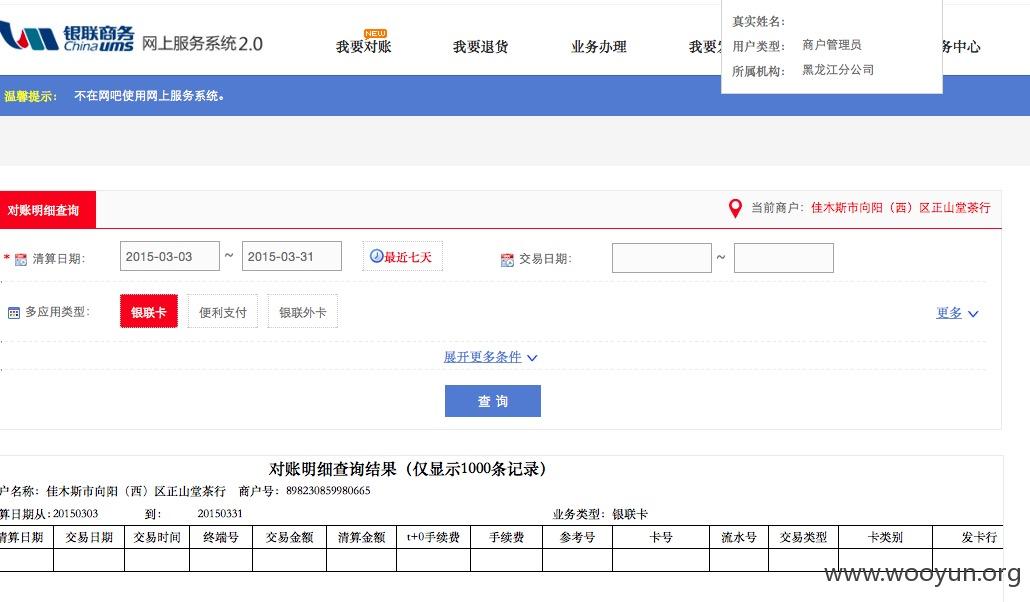 真实姓名：
银联商务
ChinaUMS
网上服务系统2.0
NEW
我要对账
我要退货
业务办理
我要
务中心
用户类型： 商户管理员
所属机构： 黑龙江分公司
温馨提示： 不在网吧使用网上服务系统。
对账明细查询
当前商户：佳木斯市向阳（西）区正山堂茶行
* 清算日期： 2015-03-03 ~ 2015-03-31 最近七天 交易日期： ~
多应用类型： 银联卡 便利支付 银联外卡 更多
展开更多条件
查 询
对账明细查询结果（仅显示1000条记录）
户名称：佳木斯市向阳（西）区正山堂茶行 商户号：898230859980665
算日期从:20150303 到： 20150331 业务类型：银联卡
清算日期 交易日期 交易时间 终端号 交易金额 清算金额 t+0手续费 手续费 参考号 卡号 流水号 交易类型 卡类别 发卡行
www.wooyun.org